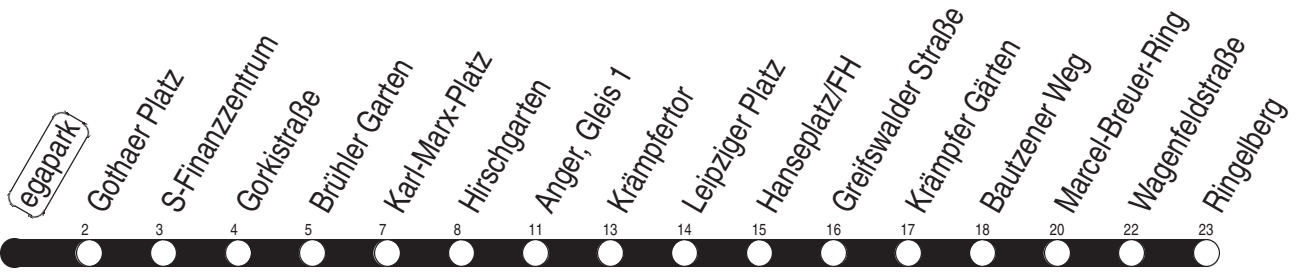 egapark
Gothaer Platz
S-Finanzzentrum
Gorkistraße
Brühler Garten
Karl-Marx-Platz
Hirschgarten
Anger, Gleis 1
Krämpfertor
Leipziger Platz
Hanseplatz/FH
Greifswalder Straße
Krämpfer Gärten
Bautzener Weg
Marcel-Breuer-Ring
Wagenfeldstraße
Ringelberg
2 3 4 5 7 8 11 13 14 15 16 17 18 20 22 23